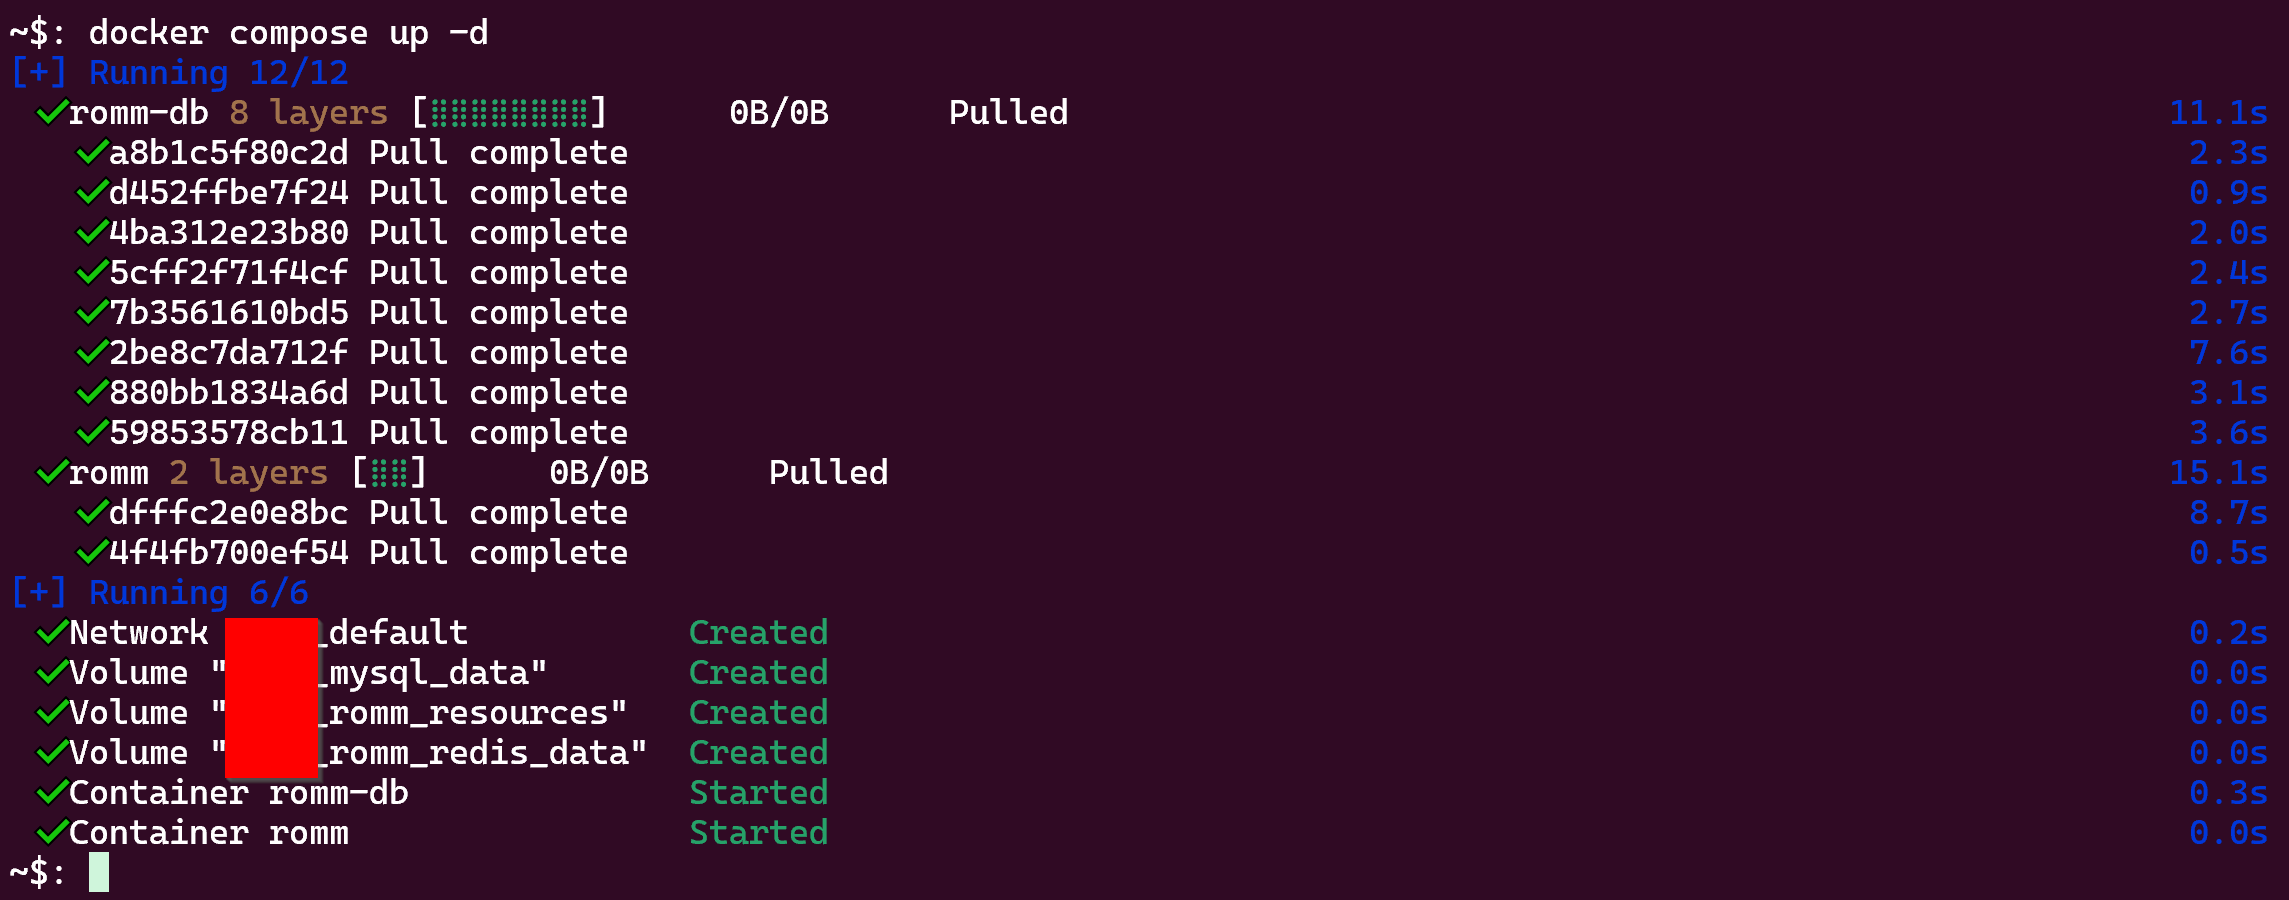 ~$: docker compose up -d
[+] Running 12/12
✔romm-db 8 layers [⣿⣿⣿⣿⣿⣿⣿⣿] 0B/0B Pulled 11.1s
✔a8b1c5f80c2d Pull complete 2.3s
✔d452ffbe7f24 Pull complete 0.9s
✔4ba312e23b80 Pull complete 2.0s
✔5cff2f71f4cf Pull complete 2.4s
✔7b3561610bd5 Pull complete 2.7s
✔2be8c7da712f Pull complete 7.6s
✔880bb1834a6d Pull complete 3.1s
✔59853578cb11 Pull complete 3.6s
✔romm 2 layers [⣿⣿] 0B/0B Pulled 15.1s
✔dfffc2e0e8bc Pull complete 8.7s
✔4f4fb700ef54 Pull complete 0.5s
[+] Running 6/6
✔Network _default Created 0.2s
✔Volume "_mysql_data" Created 0.0s
✔Volume "_romm_resources" Created 0.0s
✔Volume "_romm_redis_data" Created 0.0s
✔Container romm-db Started 0.3s
✔Container romm Started 0.0s
~$: